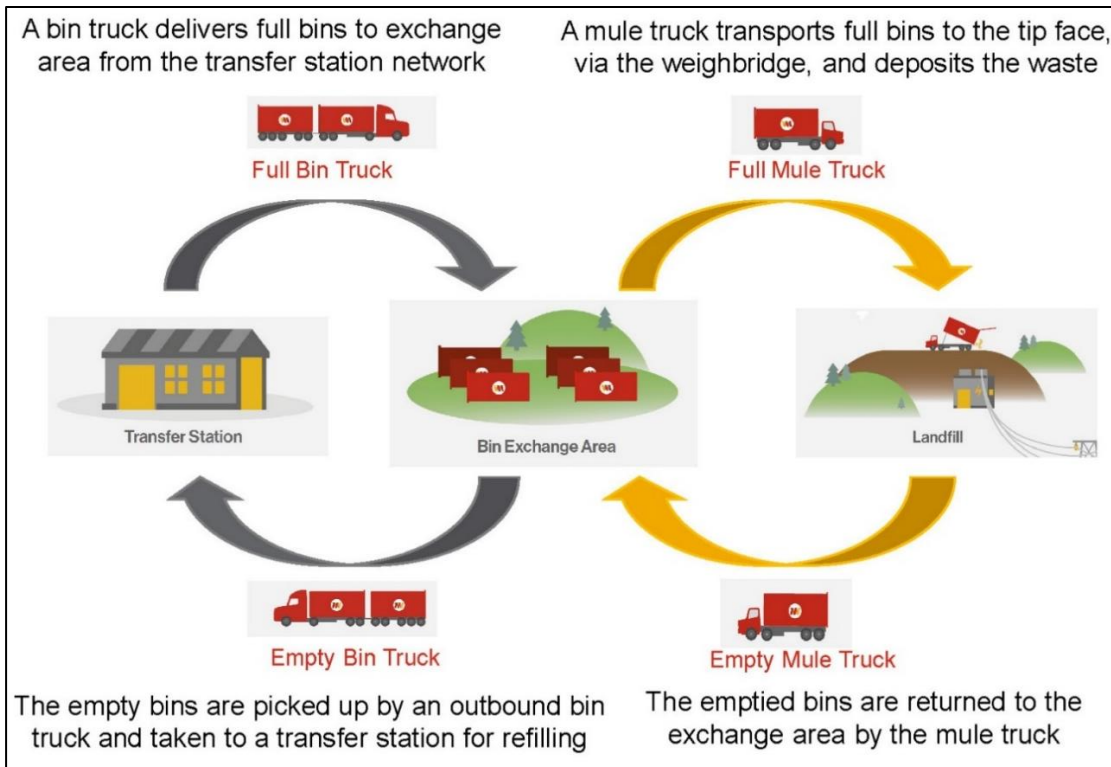 A bin truck delivers full bins to exchange
area from the transfer station network
A mule truck transports full bins to the tip face,
via the weighbridge, and deposits the waste
Full Bin Truck
Full Mule Truck
Transfer Station
Bin Exchange Area
Landfill
Empty Bin Truck
Empty Mule Truck
The empty bins are picked up by an outbound bin
truck and taken to a transfer station for refilling
The emptied bins are returned to the
exchange area by the mule truck